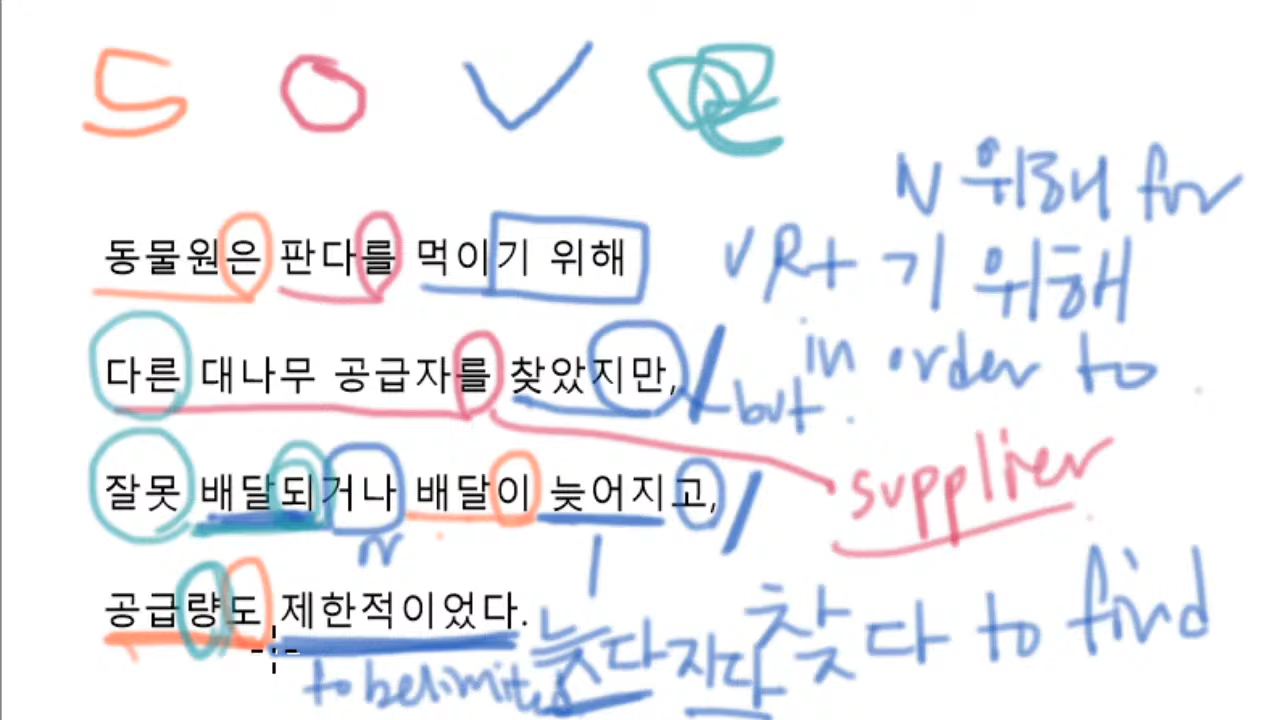 S O V
N 위해 for
동물원은 판다를 먹이기 위해
V R + 기 위해
in order to
다른 대나무 공급자를 찾았지만,
but
supplier
잘못 배달되거나 배달이 늦어지고,
공급량도 제한적이었다.
찾다 to find
to be limited
늦다